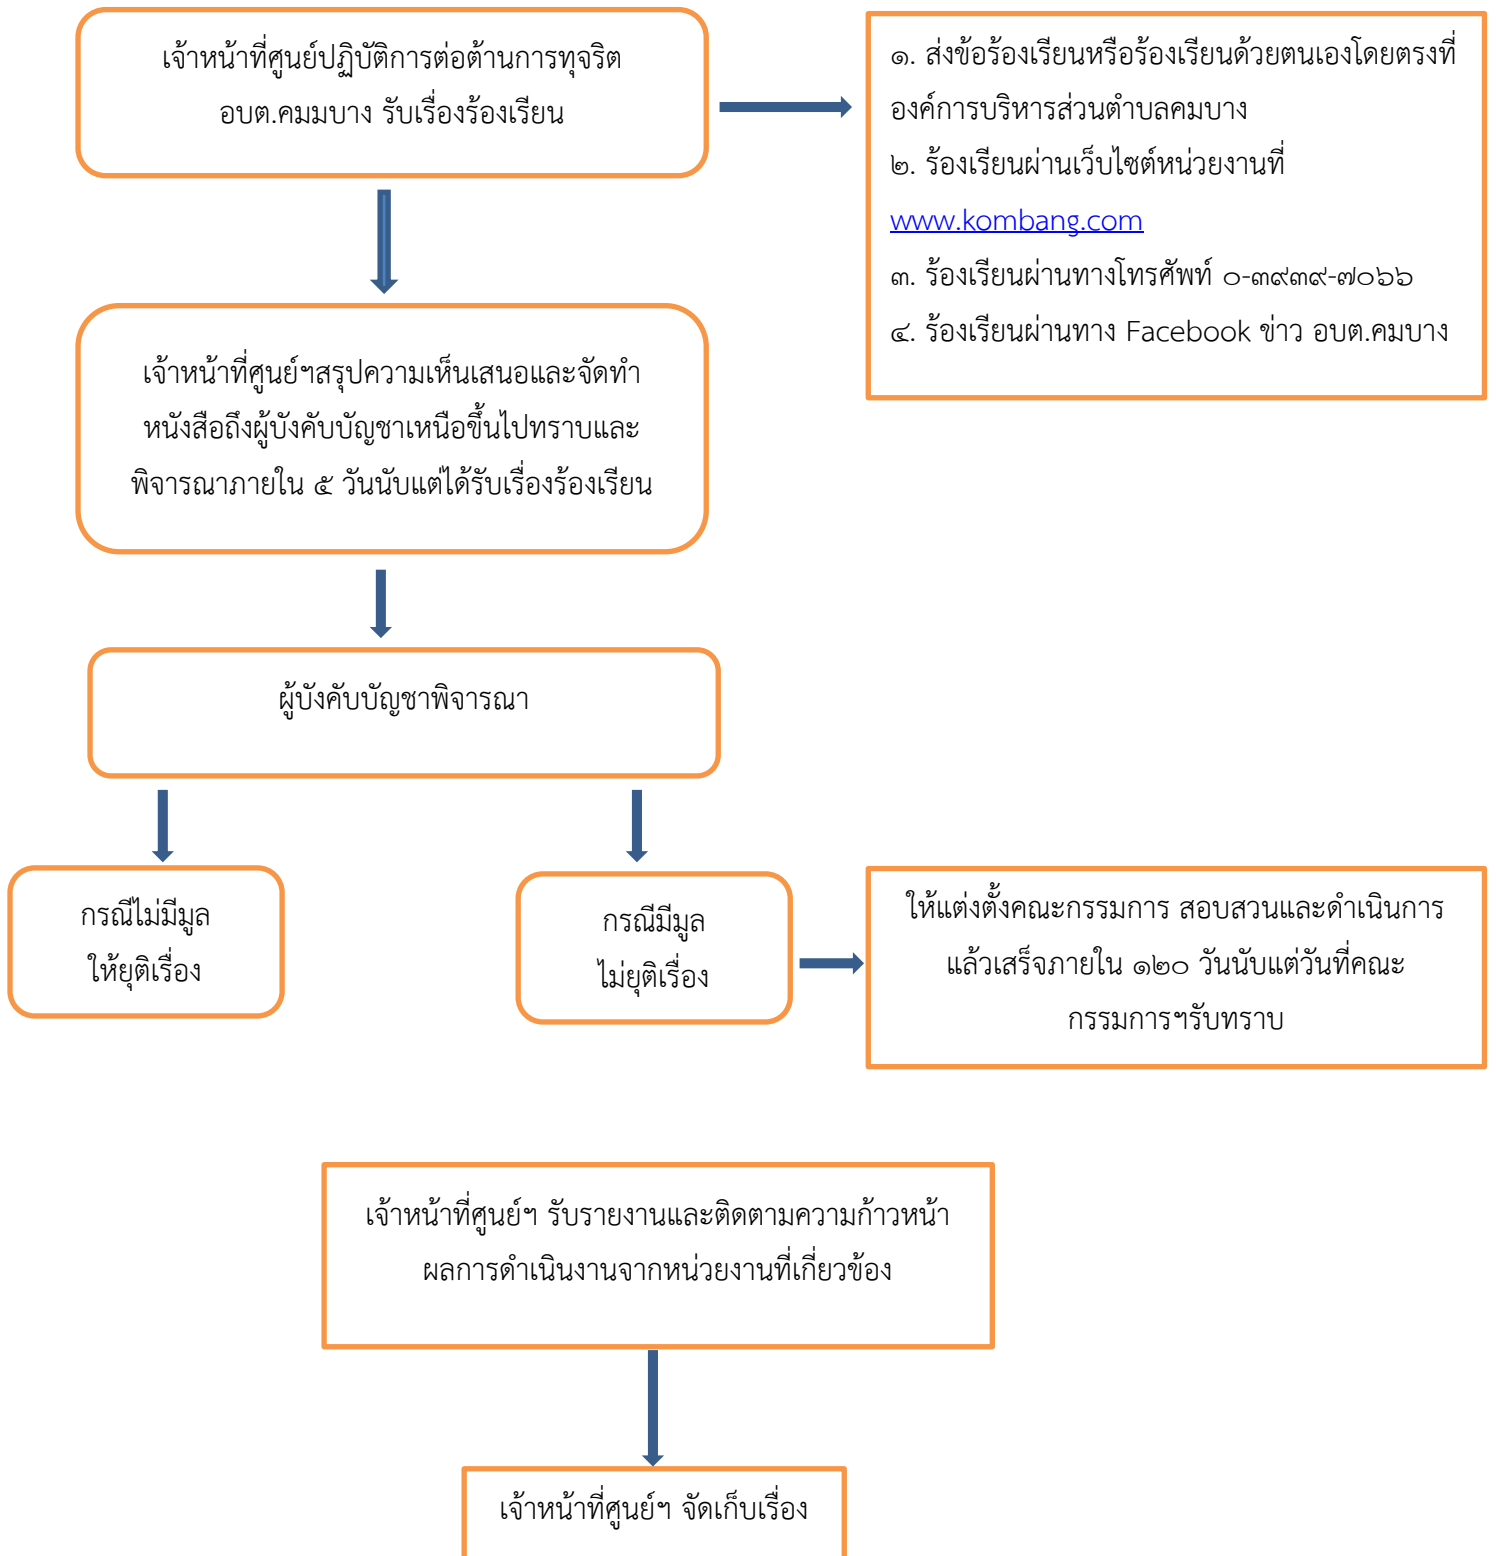 เจ้าหน้าที่ศูนย์ปฏิบัติการต่อต้านการทุจริต
อบต.คมมบาง รับเรื่องร้องเรียน
๑. ส่งข้อร้องเรียนหรือร้องเรียนด้วยตนเองโดยตรงที่
องค์การบริหารส่วนตำบลคมบาง
๒. ร้องเรียนผ่านเว็บไซต์หน่วยงานที่
www.kombang.com
๓. ร้องเรียนผ่านทางโทรศัพท์ ๐-๓๙๓๙-๗๐๖๖
๔. ร้องเรียนผ่านทาง Facebook ข่าว อบต.คมบาง
เจ้าหน้าที่ศูนย์ฯสรุปความเห็นเสนอและจัดทำ
หนังสือถึงผู้บังคับบัญชาเหนือขึ้นไปทราบและ
พิจารณาภายใน ๕ วันนับแต่ได้รับเรื่องร้องเรียน
ผู้บังคับบัญชาพิจารณา
กรณีไม่มีมูล
ให้ยุติเรื่อง
กรณีมีมูล
ไม่ยุติเรื่อง
ให้แต่งตั้งคณะกรรมการ สอบสวนและดำเนินการ
แล้วเสร็จภายใน ๑๒๐ วันนับแต่วันที่คณะ
กรรมการฯรับทราบ
เจ้าหน้าที่ศูนย์ฯ รับรายงานและติดตามความก้าวหน้า
ผลการดำเนินงานจากหน่วยงานที่เกี่ยวข้อง
เจ้าหน้าที่ศูนย์ฯ จัดเก็บเรื่อง